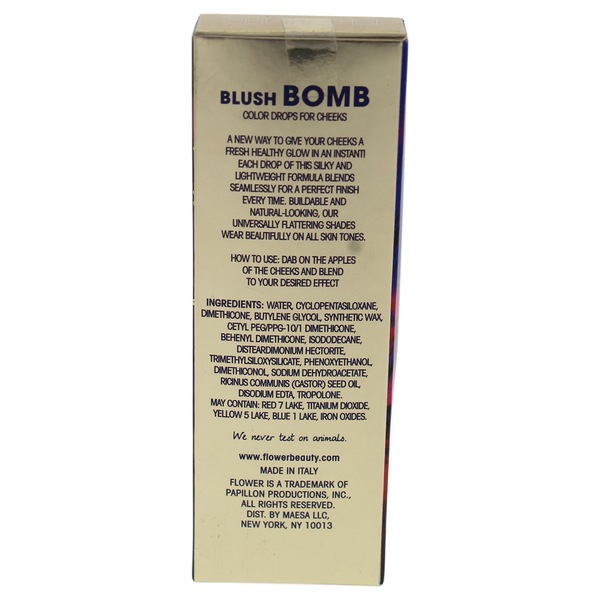 BLUSH BOMB
COLOR DROPS FOR CHEEKS
A NEW WAY TO GIVE YOUR CHEEKS A
FRESH HEALTHY GLOW IN AN INSTANT!
EACH DROP OF THIS SILKY AND
LIGHTWEIGHT FORMULA BLENDS
SEAMLESSLY FOR A PERFECT FINISH
EVERY TIME. BUILDABLE AND
NATURAL-LOOKING, OUR
UNIVERSALLY FLATTERING SHADES
WEAR BEAUTIFULLY ON ALL SKIN TONES.
HOW TO USE: DAB ON THE APPLES
OF THE CHEEKS AND BLEND
TO YOUR DESIRED EFFECT
INGREDIENTS: WATER, CYCLOPENTASILOXANE,
DIMETHICONE, BUTYLENE GLYCOL, SYNTHETIC WAX,
CETYL PEG/PPG-10/1 DIMETHICONE,
BEHENYL DIMETHICONE, ISODODECANE,
DISTEARDIMONIUM HECTORITE,
TRIMETHYLSILOXYSILICATE, PHENOXYETHANOL,
DIMETHICONOL, SODIUM DEHYDROACETATE,
RICINUS COMMUNIS (CASTOR) SEED OIL,
DISODIUM EDTA, TROPOLONE.
MAY CONTAIN: RED 7 LAKE, TITANIUM DIOXIDE,
YELLOW 5 LAKE, BLUE 1 LAKE, IRON OXIDES.
We never test on animals.
www.flowerbeauty.com
MADE IN ITALY
FLOWER IS A TRADEMARK OF
PAPILLON PRODUCTIONS, INC.,
ALL RIGHTS RESERVED.
DIST. BY MAESA LLC,
NEW YORK, NY 10013